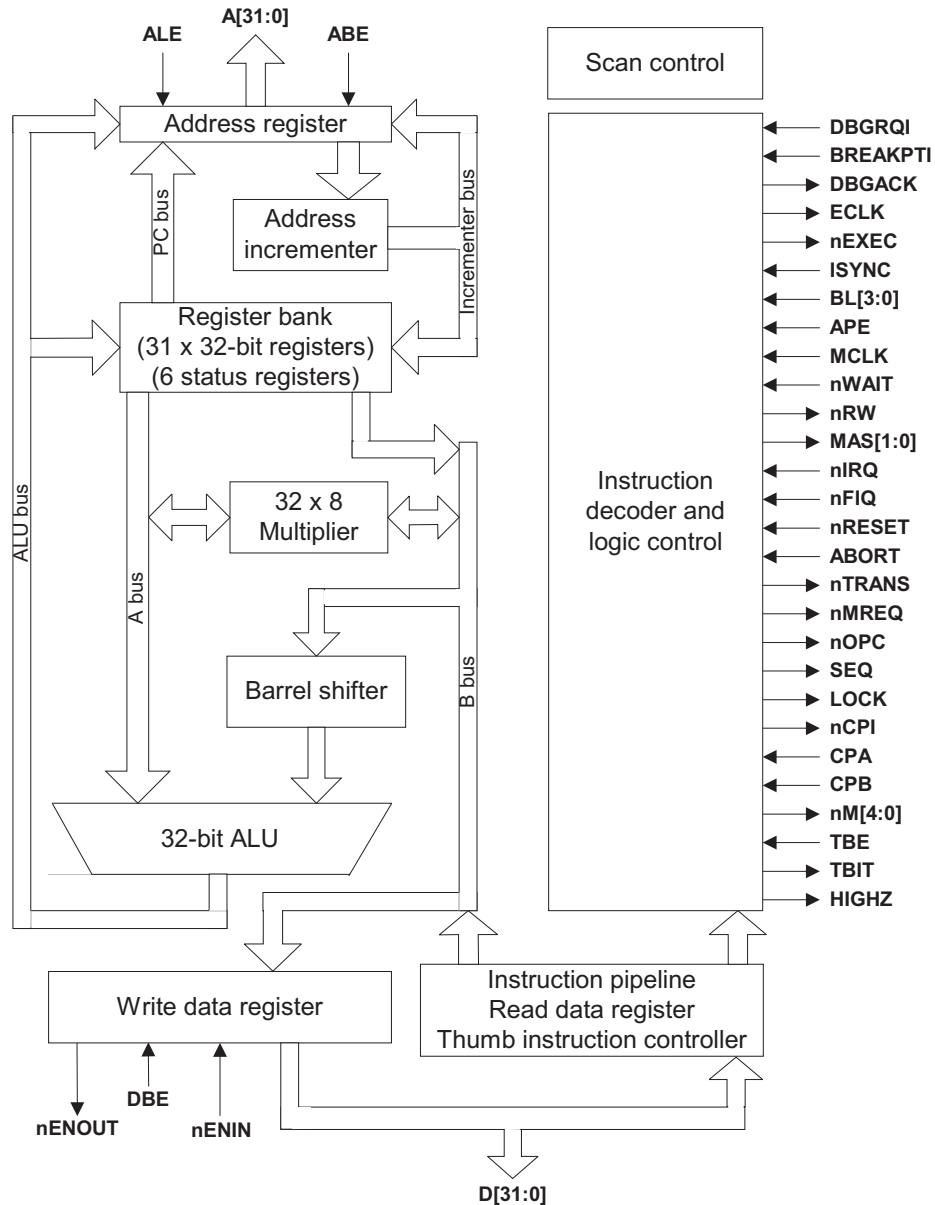 A[31:0]
ALE
ABE
Scan control
Address register
DBGRQI
BREAKPTI
DBGACK
ECLK
nEXEC
ISYNC
BL[3:0]
APE
MCLK
nWAIT
nRW
MAS[1:0]
nIRQ
nFIQ
nRESET
ABORT
nTRANS
nMREQ
nOPC
SEQ
LOCK
nCPI
CPA
CPB
nM[4:0]
TBE
TBIT
HIGHZ
PC bus
Address
incrementer
Incrementer bus
Register bank
(31 x 32-bit registers)
(6 status registers)
ALU bus
A bus
32 x 8
Multiplier
Instruction
decoder and
logic control
Barrel shifter
B bus
32-bit ALU
Write data register
Instruction pipeline
Read data register
Thumb instruction controller
nENOUT
DBE
nENIN
D[31:0]